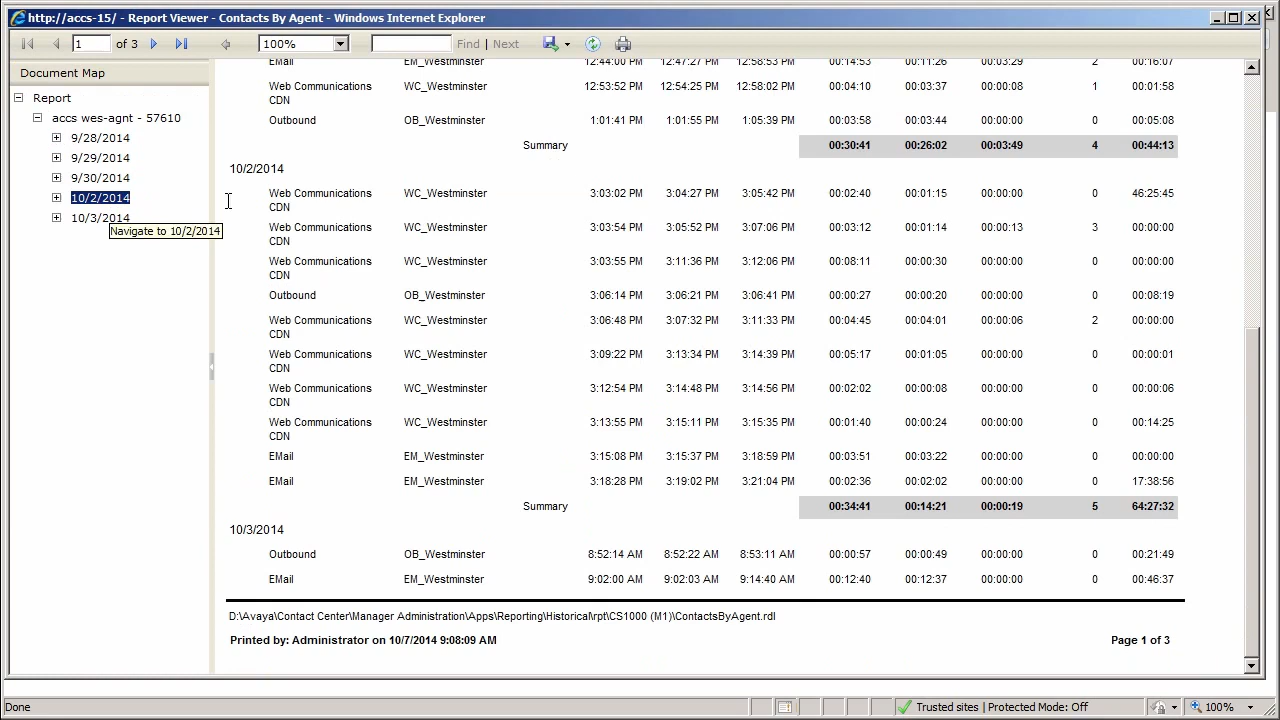 http://accs-15/ - Report Viewer - Contacts By Agent - Windows Internet Explorer
1 of 3 100% Find | Next
Document Map
Report
accs wes-agnt - 57610
9/28/2014
9/29/2014
9/30/2014
10/2/2014
10/3/2014
Navigate to 10/2/2014
EMail EM_Westminster 12:44:00 PM 12:47:27 PM 12:58:53 PM 00:14:53 00:11:26 00:03:29 2 00:16:07
Web Communications WC_Westminster 12:53:52 PM 12:54:25 PM 12:58:02 PM 00:04:10 00:03:37 00:00:08 1 00:01:58
CDN
Outbound OB_Westminster 1:01:41 PM 1:01:55 PM 1:05:39 PM 00:03:58 00:03:44 00:00:00 0 00:05:08
Summary 00:30:41 00:26:02 00:03:49 4 00:44:13
10/2/2014
Web Communications WC_Westminster 3:03:02 PM 3:04:27 PM 3:05:42 PM 00:02:40 00:01:15 00:00:00 0 46:25:45
CDN
Web Communications WC_Westminster 3:03:54 PM 3:05:52 PM 3:07:06 PM 00:03:12 00:01:14 00:00:13 3 00:00:00
CDN
Web Communications WC_Westminster 3:03:55 PM 3:11:36 PM 3:12:06 PM 00:08:11 00:00:30 00:00:00 0 00:00:00
CDN
Outbound OB_Westminster 3:06:14 PM 3:06:21 PM 3:06:41 PM 00:00:27 00:00:20 00:00:00 0 00:08:19
Web Communications WC_Westminster 3:06:48 PM 3:07:32 PM 3:11:33 PM 00:04:45 00:04:01 00:00:06 2 00:00:00
CDN
Web Communications WC_Westminster 3:09:22 PM 3:13:34 PM 3:14:39 PM 00:05:17 00:01:05 00:00:00 0 00:00:01
CDN
Web Communications WC_Westminster 3:12:54 PM 3:14:48 PM 3:14:56 PM 00:02:02 00:00:08 00:00:00 0 00:00:06
CDN
Web Communications WC_Westminster 3:13:55 PM 3:15:11 PM 3:15:35 PM 00:01:40 00:00:24 00:00:00 0 00:14:25
CDN
EMail EM_Westminster 3:15:08 PM 3:15:37 PM 3:18:59 PM 00:03:51 00:03:22 00:00:00 0 00:00:00
EMail EM_Westminster 3:18:28 PM 3:19:02 PM 3:21:04 PM 00:02:36 00:02:02 00:00:00 0 17:38:56
Summary 00:34:41 00:14:21 00:00:19 5 64:27:32
10/3/2014
Outbound OB_Westminster 8:52:14 AM 8:52:22 AM 8:53:11 AM 00:00:57 00:00:49 00:00:00 0 00:21:49
EMail EM_Westminster 9:02:00 AM 9:02:03 AM 9:14:40 AM 00:12:40 00:12:37 00:00:00 0 00:46:37
D:\Avaya\Contact Center\Manager Administration\Apps\Reporting\Historical\rpt\CS1000 (M1)\ContactsByAgent.rdl
Printed by: Administrator on 10/7/2014 9:08:09 AM Page 1 of 3
Done Trusted sites | Protected Mode: Off 100%